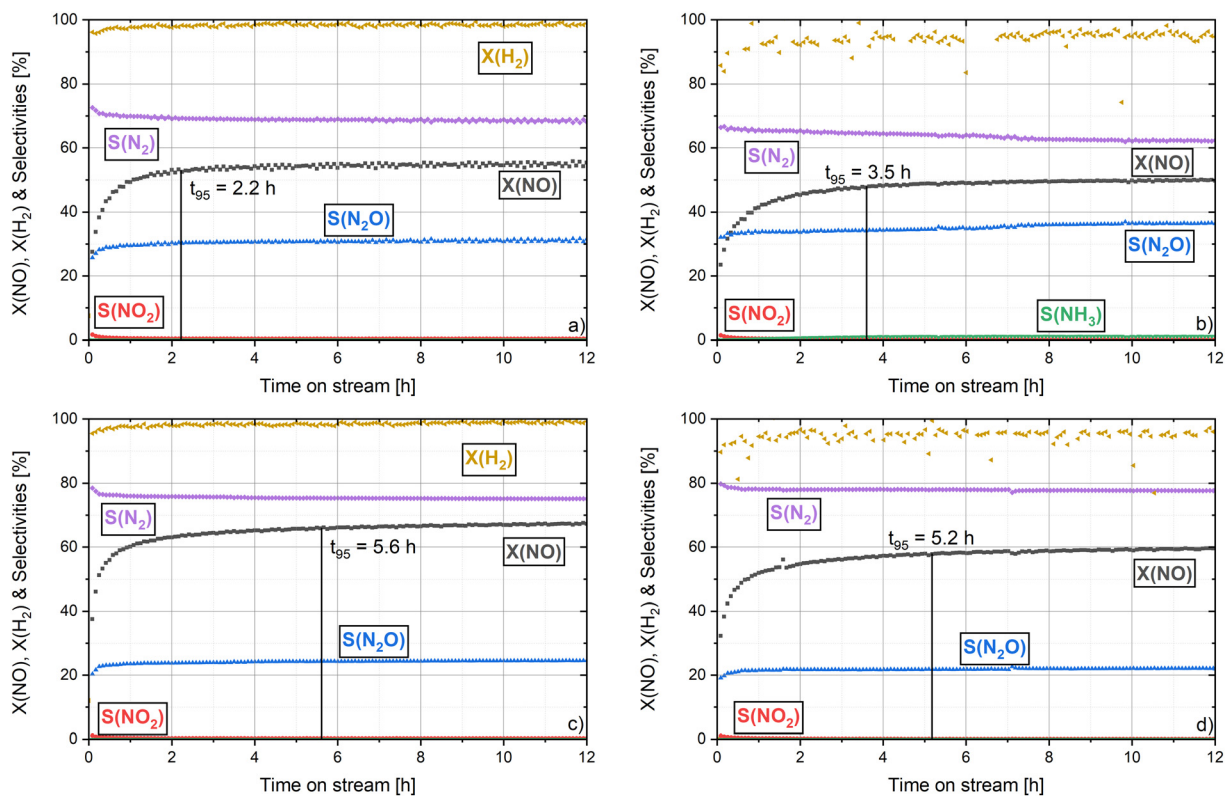 X(NO), X(H₂) & Selectivities [%]
100
80
60
40
20
0
X(H₂)
S(N₂)
X(NO)
t₉₅ = 2.2 h
S(N₂O)
S(NO₂)
a)
0 2 4 6 8 10 12
Time on stream [h]
X(NO), X(H₂) & Selectivities [%]
100
80
60
40
20
0
X(H₂)
S(N₂)
X(NO)
t₉₅ = 3.5 h
S(N₂O)
S(NO₂)
S(NH₃)
b)
0 2 4 6 8 10 12
Time on stream [h]
X(NO), X(H₂) & Selectivities [%]
100
80
60
40
20
0
X(H₂)
S(N₂)
X(NO)
t₉₅ = 5.6 h
S(N₂O)
S(NO₂)
c)
0 2 4 6 8 10 12
Time on stream [h]
X(NO), X(H₂) & Selectivities [%]
100
80
60
40
20
0
X(H₂)
S(N₂)
t₉₅ = 5.2 h
X(NO)
S(N₂O)
S(NO₂)
d)
0 2 4 6 8 10 12
Time on stream [h]